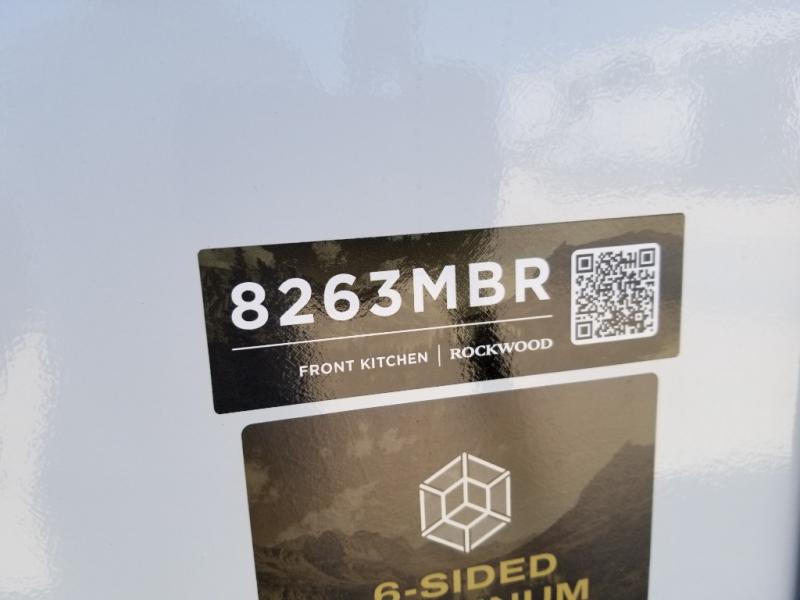 8263MBR
FRONT KITCHEN | ROCKWOOD
6-SIDED